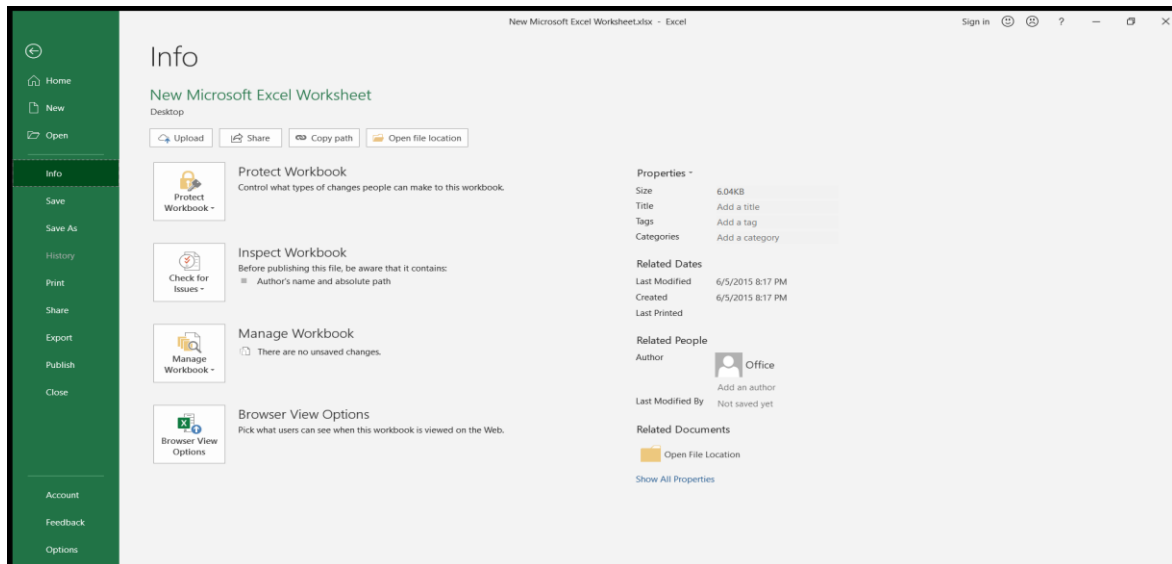 New Microsoft Excel Worksheet.xlsx - Excel
Sign in
?
Home
New
Open
Info
Save
Save As
History
Print
Share
Export
Publish
Close
Account
Feedback
Options
Info
New Microsoft Excel Worksheet
Desktop
Upload
Share
Copy path
Open file location
Protect
Workbook
Protect Workbook
Control what types of changes people can make to this workbook.
Check for
Issues
Inspect Workbook
Before publishing this file, be aware that it contains:
Author's name and absolute path
Manage
Workbook
Manage Workbook
There are no unsaved changes.
Browser View
Options
Browser View Options
Pick what users can see when this workbook is viewed on the Web.
Properties
Size 6.04KB
Title Add a title
Tags Add a tag
Categories Add a category
Related Dates
Last Modified 6/5/2015 8:17 PM
Created 6/5/2015 8:17 PM
Last Printed
Related People
Author Office
Add an author
Last Modified By Not saved yet
Related Documents
Open File Location
Show All Properties